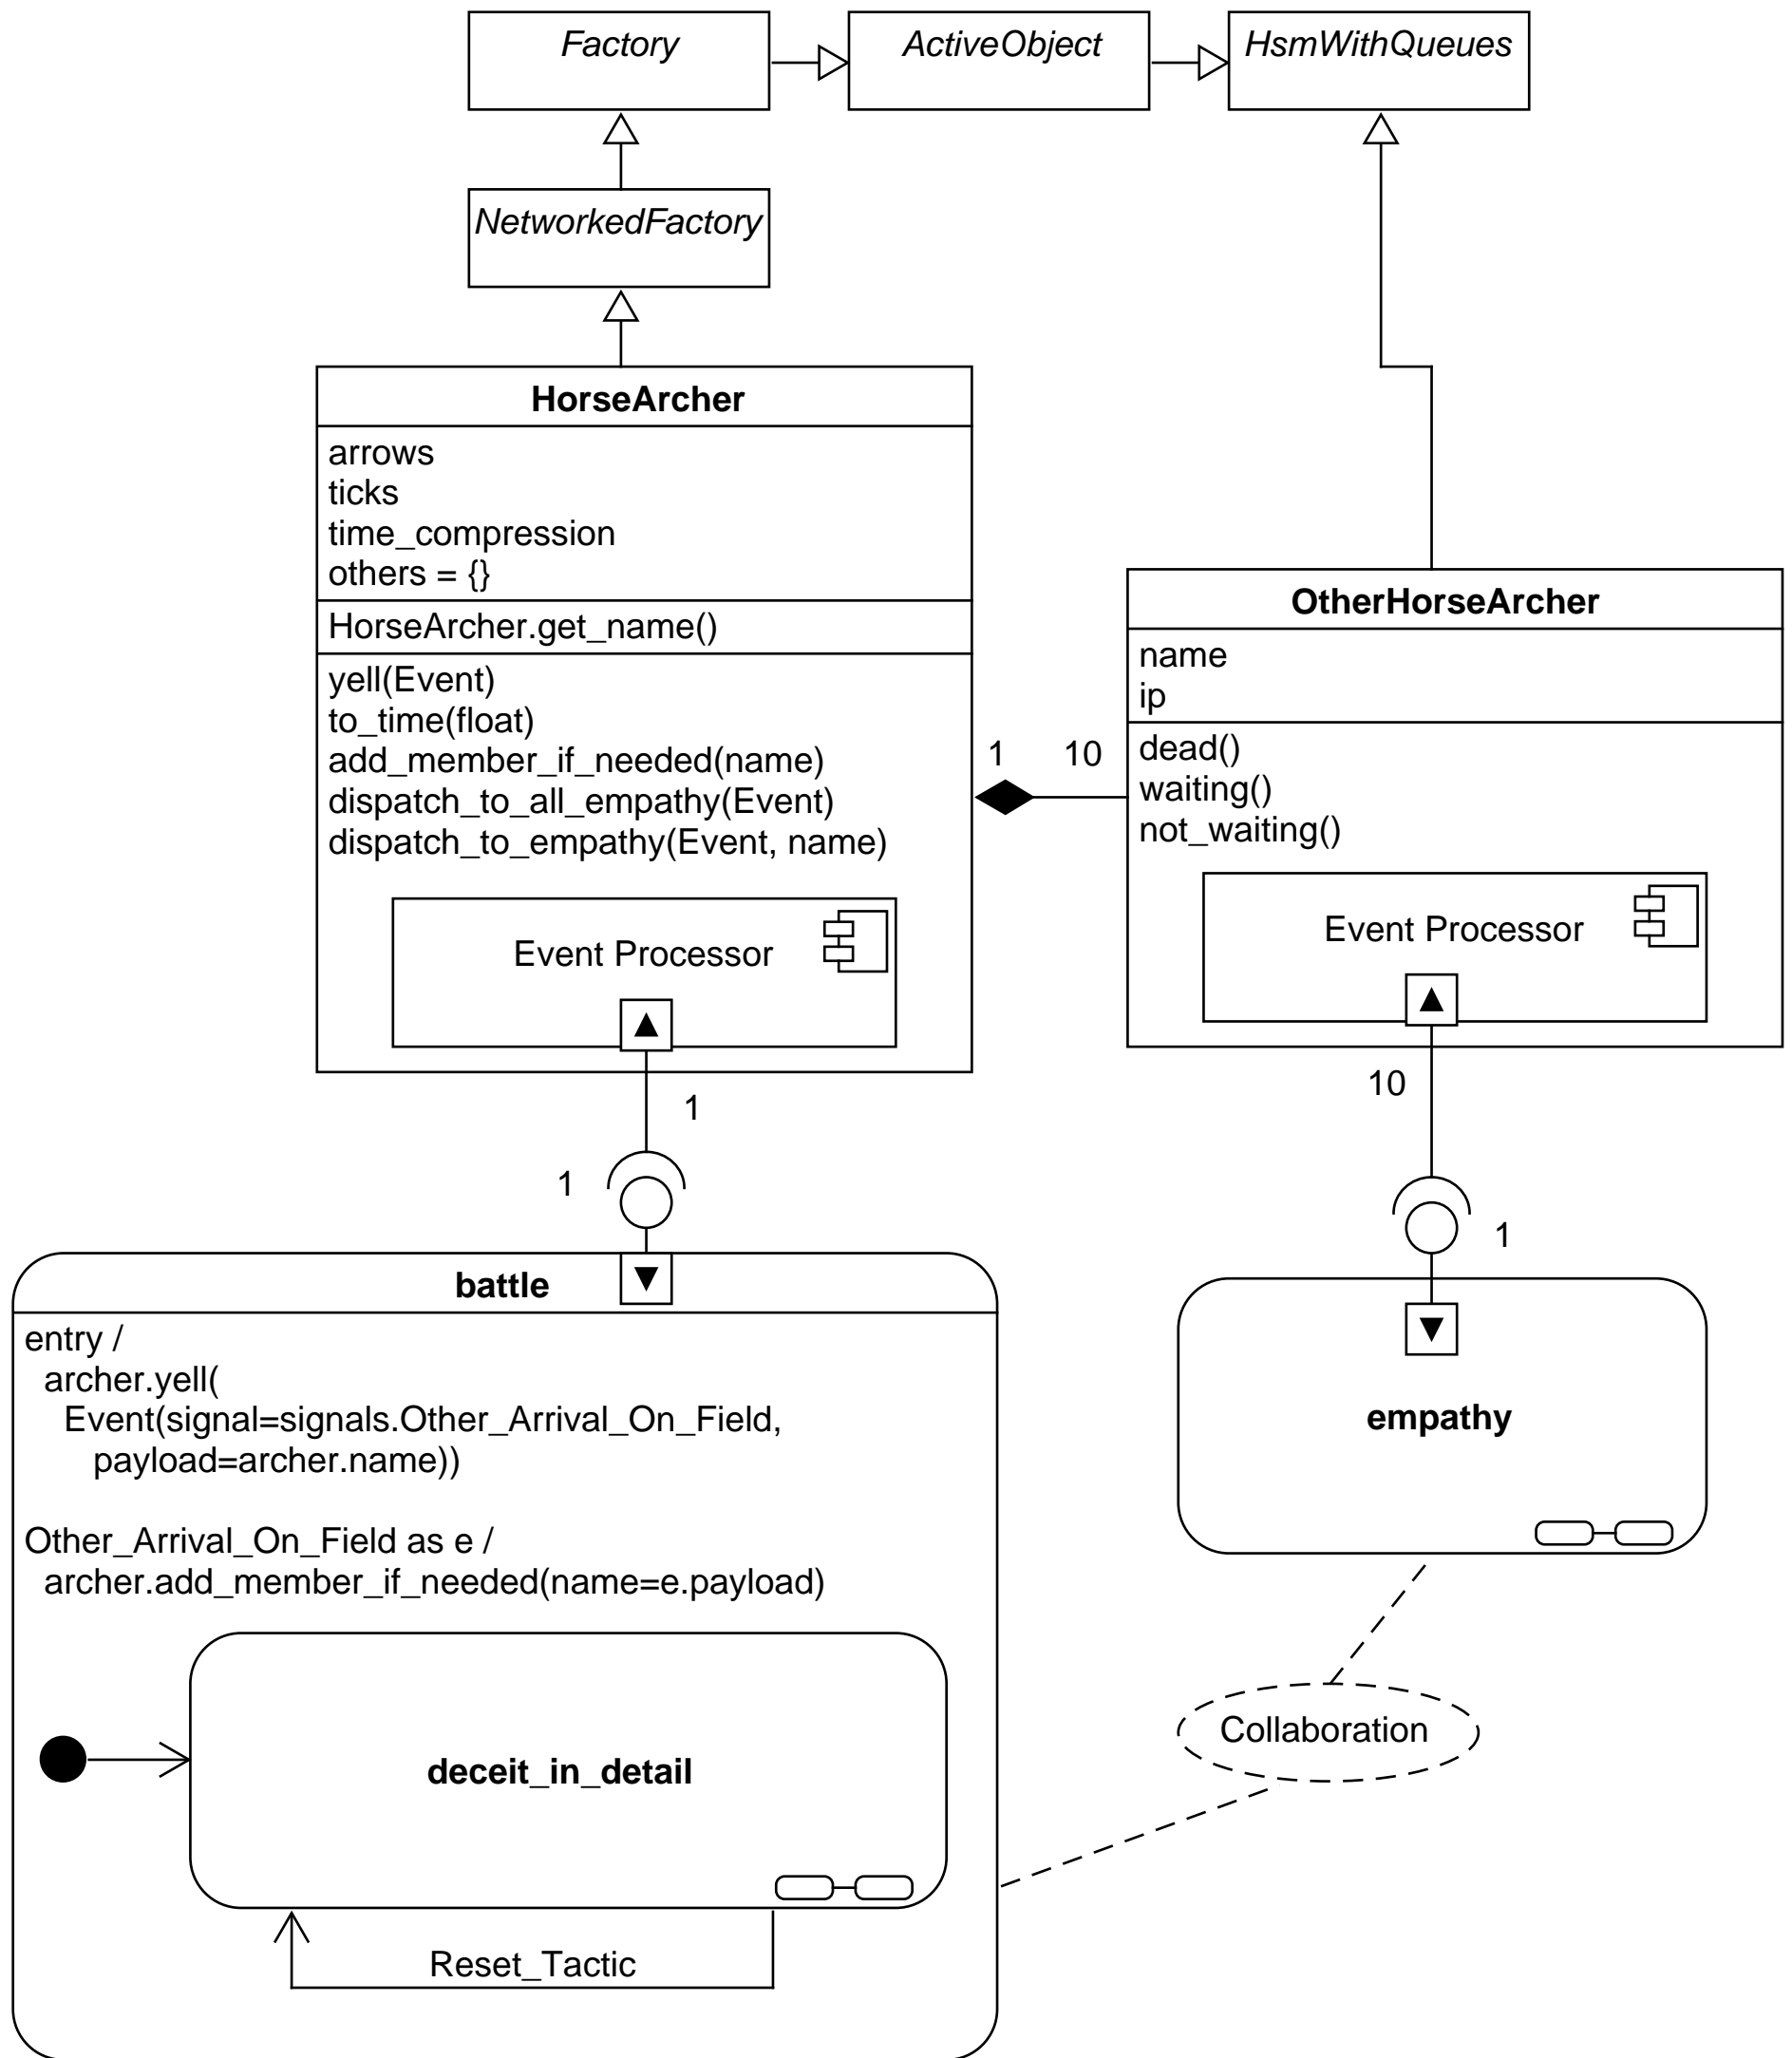 Factory
ActiveObject
HsmWithQueues
NetworkedFactory
HorseArcher
arrows
ticks
time_compression
others = {}
HorseArcher.get_name()
yell(Event)
to_time(float)
add_member_if_needed(name)
dispatch_to_all_empathy(Event)
dispatch_to_empathy(Event, name)
Event Processor
1
10
OtherHorseArcher
name
ip
dead()
waiting()
not_waiting()
Event Processor
1
1
10
1
battle
entry /
archer.yell(
Event(signal=signals.Other_Arrival_On_Field,
payload=archer.name))
Other_Arrival_On_Field as e /
archer.add_member_if_needed(name=e.payload)
deceit_in_detail
Reset_Tactic
empathy
Collaboration